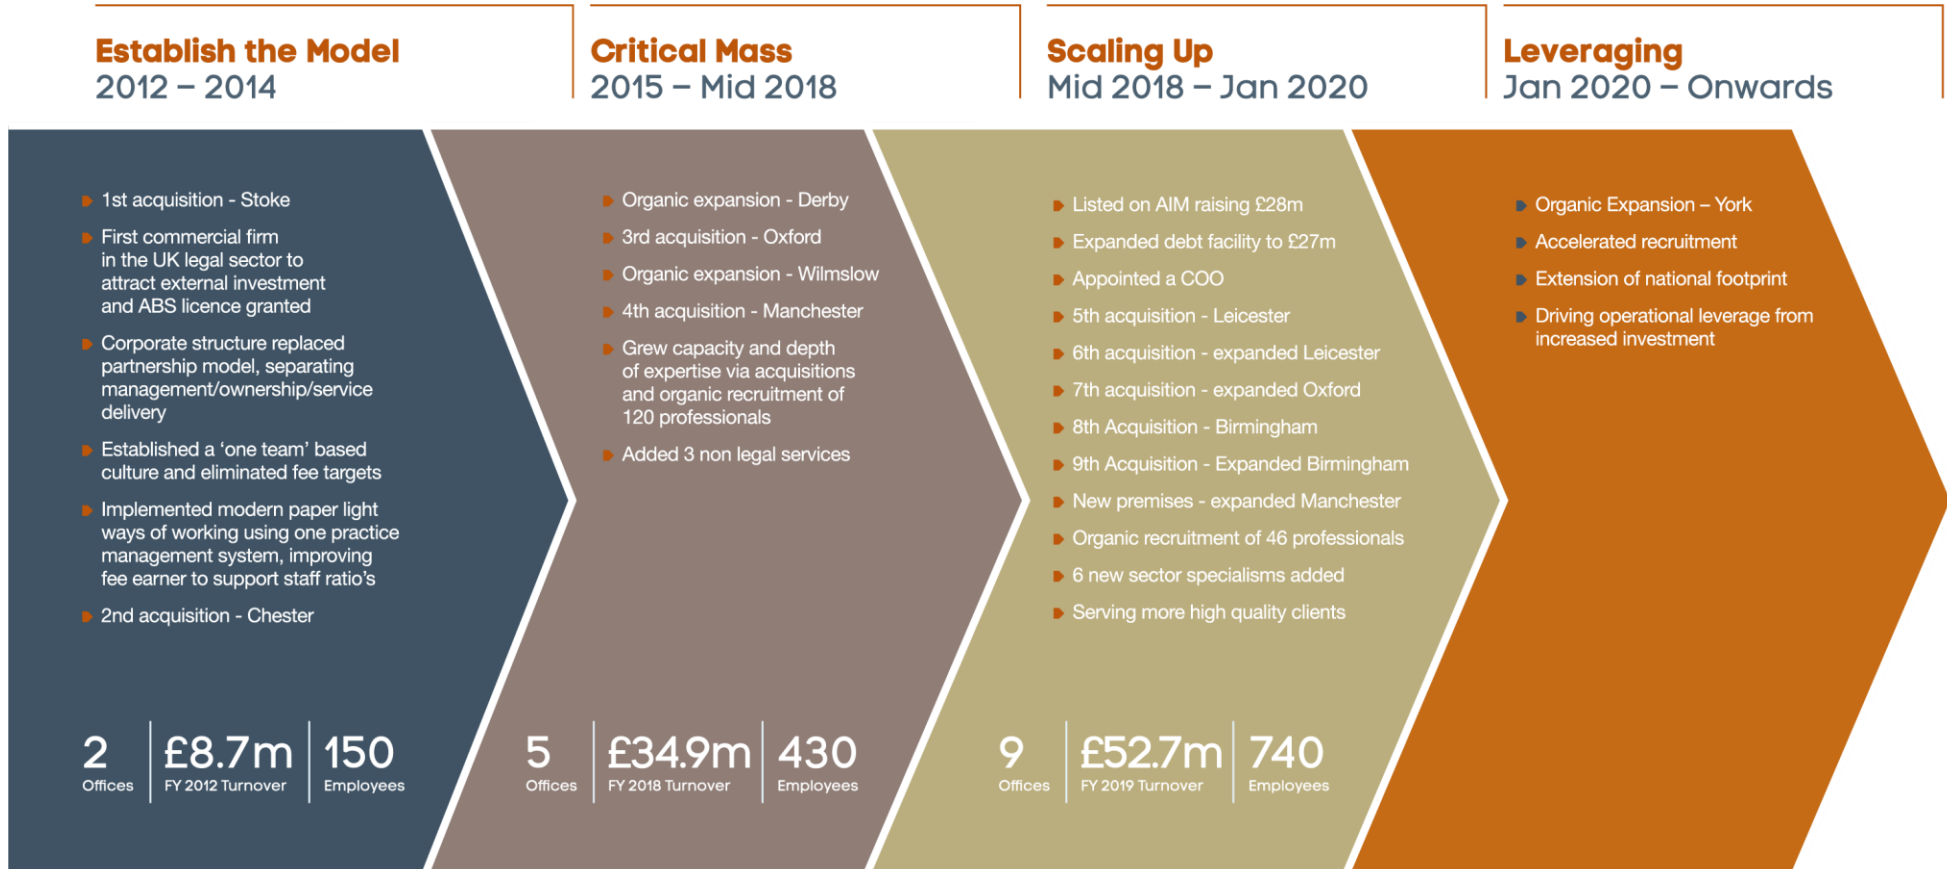 Establish the Model
2012 – 2014
1st acquisition - Stoke
First commercial firm
in the UK legal sector to
attract external investment
and ABS licence granted
Corporate structure replaced
partnership model, separating
management/ownership/service
delivery
Established a ‘one team’ based
culture and eliminated fee targets
Implemented modern paper light
ways of working using one practice
management system, improving
fee earner to support staff ratio’s
2nd acquisition - Chester
2
Offices
£8.7m
FY 2012 Turnover
150
Employees
Critical Mass
2015 – Mid 2018
Organic expansion - Derby
3rd acquisition - Oxford
Organic expansion - Wilmslow
4th acquisition - Manchester
Grew capacity and depth
of expertise via acquisitions
and organic recruitment of
120 professionals
Added 3 non legal services
5
Offices
£34.9m
FY 2018 Turnover
430
Employees
Scaling Up
Mid 2018 – Jan 2020
Listed on AIM raising £28m
Expanded debt facility to £27m
Appointed a COO
5th acquisition - Leicester
6th acquisition - expanded Leicester
7th acquisition - expanded Oxford
8th Acquisition - Birmingham
9th Acquisition - Expanded Birmingham
New premises - expanded Manchester
Organic recruitment of 46 professionals
6 new sector specialisms added
Serving more high quality clients
9
Offices
£52.7m
FY 2019 Turnover
740
Employees
Leveraging
Jan 2020 – Onwards
Organic Expansion – York
Accelerated recruitment
Extension of national footprint
Driving operational leverage from
increased investment